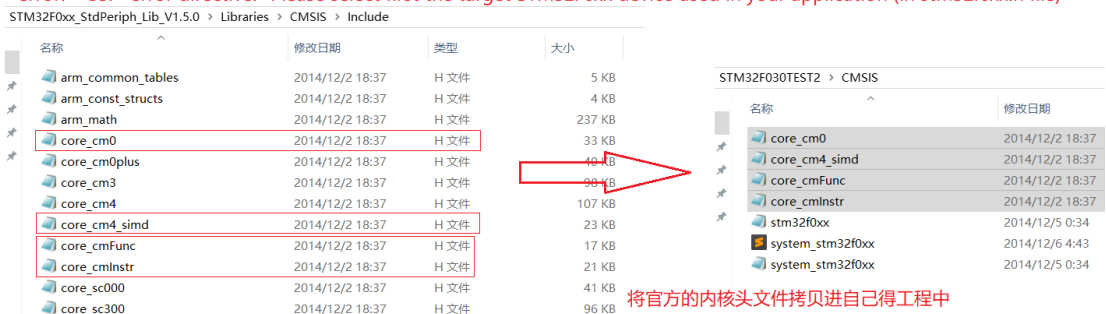 STM32F0xx_StdPeriph_Lib_V1.5.0 > Libraries > CMSIS > Include
名称 修改日期 类型 大小
arm_common_tables 2014/12/2 18:37 H 文件 5 KB
arm_const_structs 2014/12/2 18:37 H 文件 4 KB
arm_math 2014/12/2 18:37 H 文件 237 KB
core_cm0 2014/12/2 18:37 H 文件 33 KB
core_cm0plus 2014/12/2 18:37 H 文件 40 KB
core_cm3 2014/12/2 18:37 H 文件 98 KB
core_cm4 2014/12/2 18:37 H 文件 107 KB
core_cm4_simd 2014/12/2 18:37 H 文件 23 KB
core_cmFunc 2014/12/2 18:37 H 文件 17 KB
core_cmInstr 2014/12/2 18:37 H 文件 21 KB
core_sc000 2014/12/2 18:37 H 文件 41 KB
core_sc300 2014/12/2 18:37 H 文件 96 KB
STM32F030TEST2 > CMSIS
名称 修改日期
core_cm0 2014/12/2 18:37
core_cm4_simd 2014/12/2 18:37
core_cmFunc 2014/12/2 18:37
core_cmInstr 2014/12/2 18:37
stm32f0xx 2014/12/5 0:34
system_stm32f0xx 2014/12/6 4:43
system_stm32f0xx 2014/12/5 0:34
将官方的内核头文件拷贝进自己得工程中